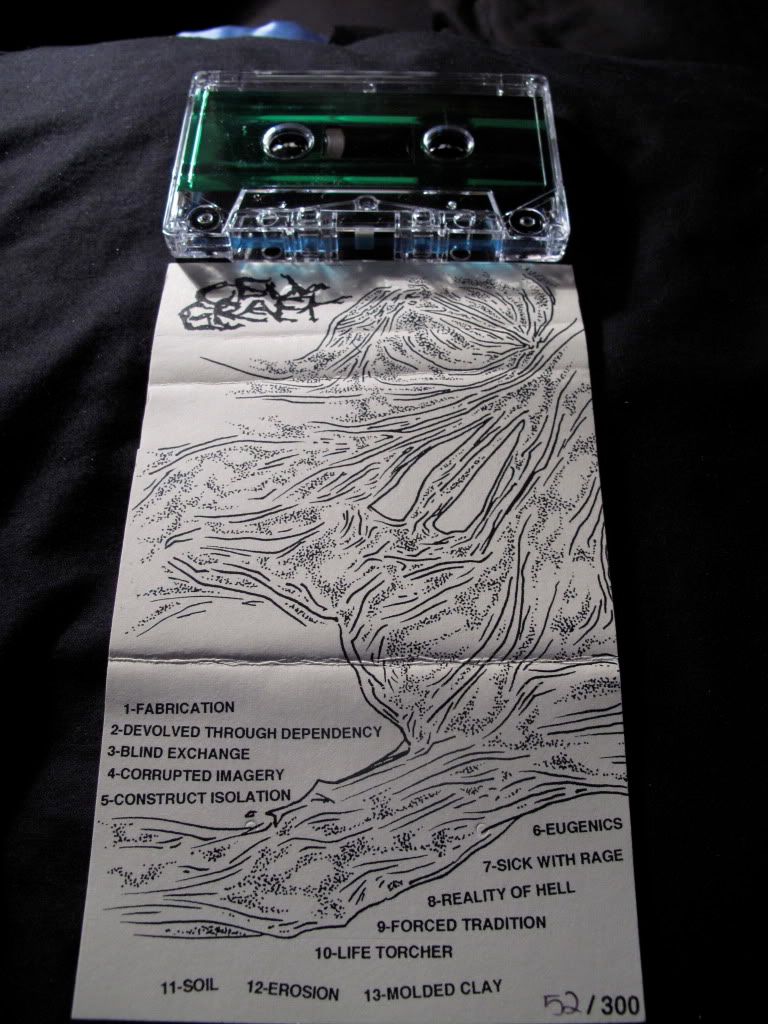 CELL
GRAFT
1-FABRICATION
2-DEVOLVED THROUGH DEPENDENCY
3-BLIND EXCHANGE
4-CORRUPTED IMAGERY
5-CONSTRUCT ISOLATION
6-EUGENICS
7-SICK WITH RAGE
8-REALITY OF HELL
9-FORCED TRADITION
10-LIFE TORCHER
11-SOIL 12-EROSION 13-MOLDED CLAY
52/300